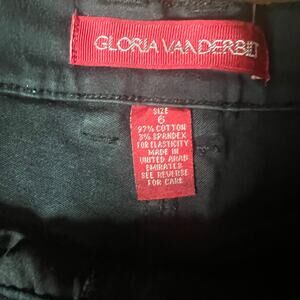 GLORIA VANDERBILT
SIZE
6
97% COTTON
3% SPANDEX
FOR ELASTICITY
MADE IN
UNITED ARAB
EMIRATES
SEE REVERSE
FOR CARE